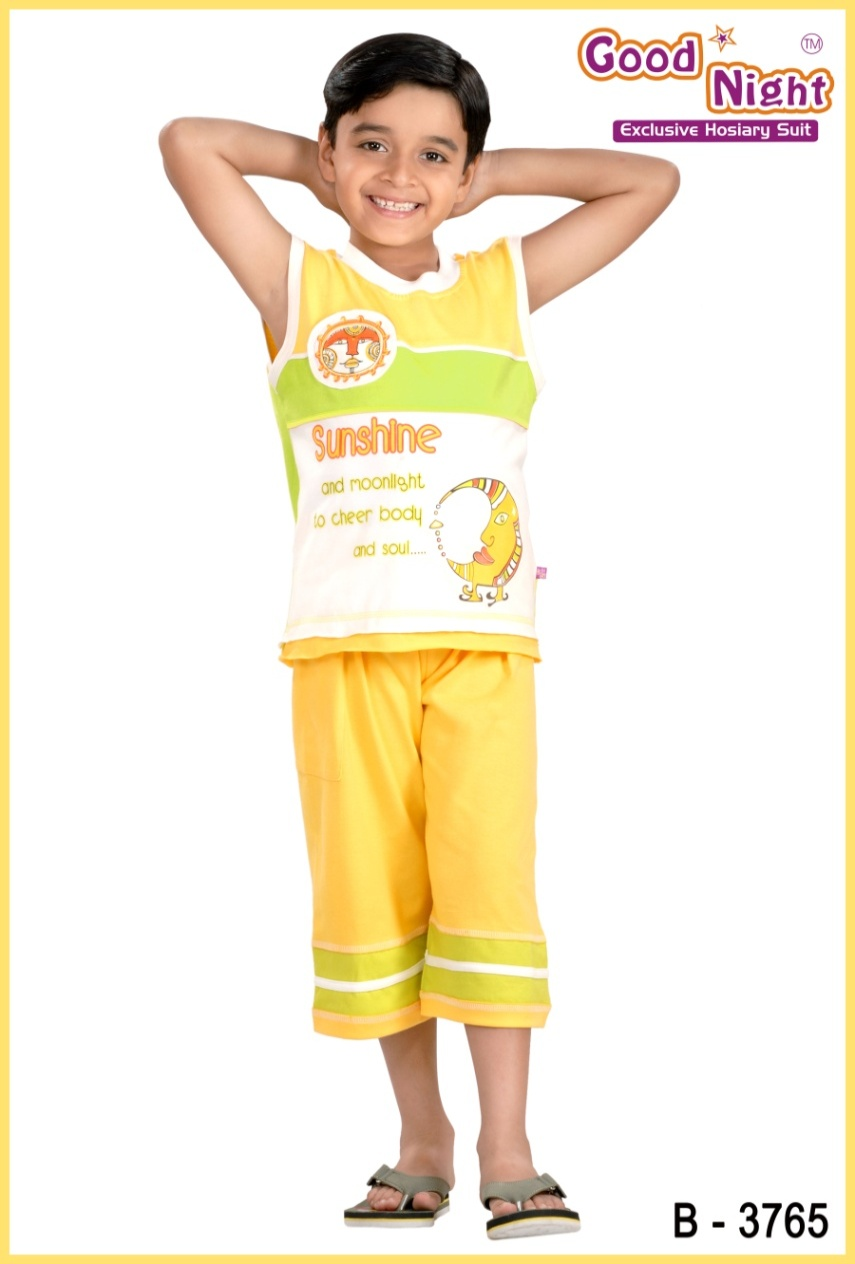 Good
Night
TM
Exclusive Hosiary Suit
Sunshine
and moonlight
to cheer body
and soul.....
B - 3765